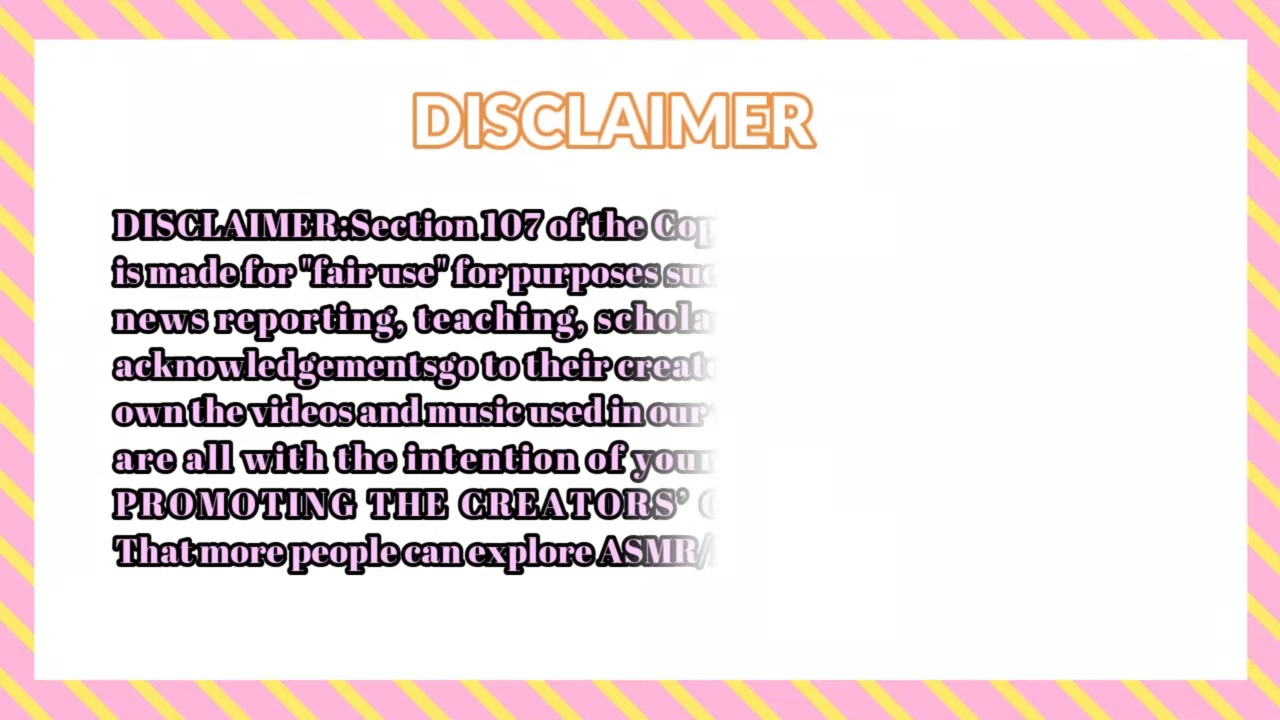 DISCLAIMER
DISCLAIMER:Section 107 of the
is made for "fair use" for purposes
news reporting, teaching,
acknowledgementsgo to their
own the videos and music used in our
are all with the intention of
PROMOTING THE CREATORS’
That more people can explore ASMR/